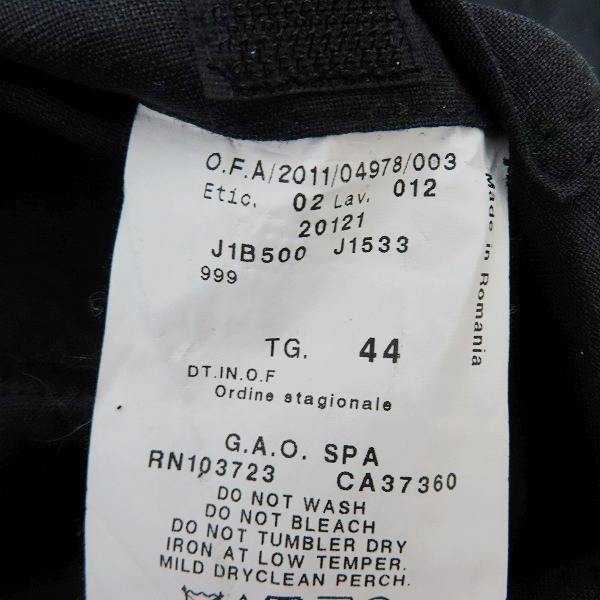 O.F.A/2011/04978/003
Etic. 02 Lav. 012
20121
J1B500 J1533
999
TG. 44
DT.IN.O.F
Ordine stagionale
G.A.O. SPA
RN103723 CA37360
DO NOT WASH
DO NOT BLEACH
DO NOT TUMBLER DRY
IRON AT LOW TEMPER.
MILD DRYCLEAN PERCH.
Made in Romania